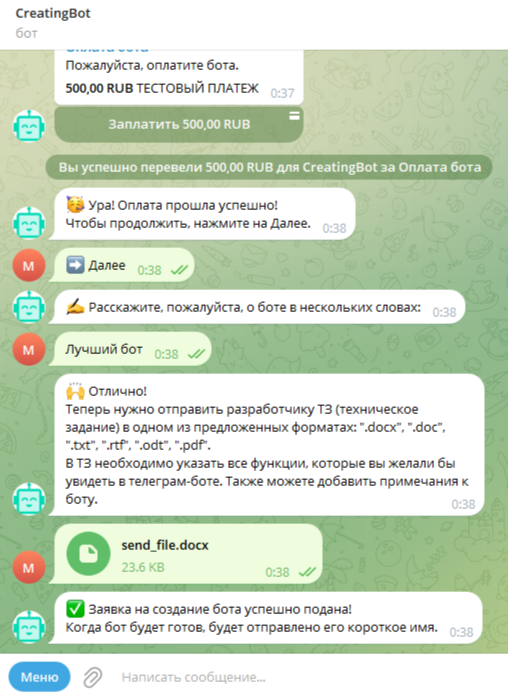 CreatingBot
бот
Оплата бота
Пожалуйста, оплатите бота.
500,00 RUB ТЕСТОВЫЙ ПЛАТЕЖ 0:37
Заплатить 500,00 RUB
Вы успешно перевели 500,00 RUB для CreatingBot за Оплата бота
🥳 Ура! Оплата прошла успешно!
Чтобы продолжить, нажмите на Далее. 0:38
М
➡️ Далее 0:38
✍️ Расскажите, пожалуйста, о боте в нескольких словах: 0:38
М
Лучший бот 0:38
🙌 Отлично!
Теперь нужно отправить разработчику ТЗ (техническое
задание) в одном из предложенных форматах: ".docx", ".doc",
".txt", ".rtf", ".odt", ".pdf".
В ТЗ необходимо указать все функции, которые вы желали бы
увидеть в телеграм-боте. Также можете добавить примечания к
боту. 0:38
send_file.docx
23.6 KB
М
0:38
✅ Заявка на создание бота успешно подана!
Когда бот будет готов, будет отправлено его короткое имя. 0:38
Меню
Написать сообщение...